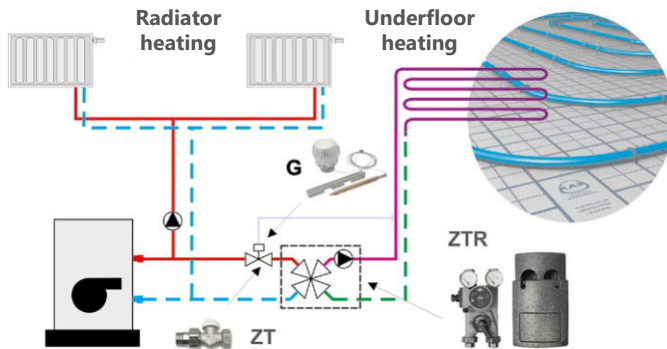 Radiator
heating
Underfloor
heating
G
ZTR
ZT